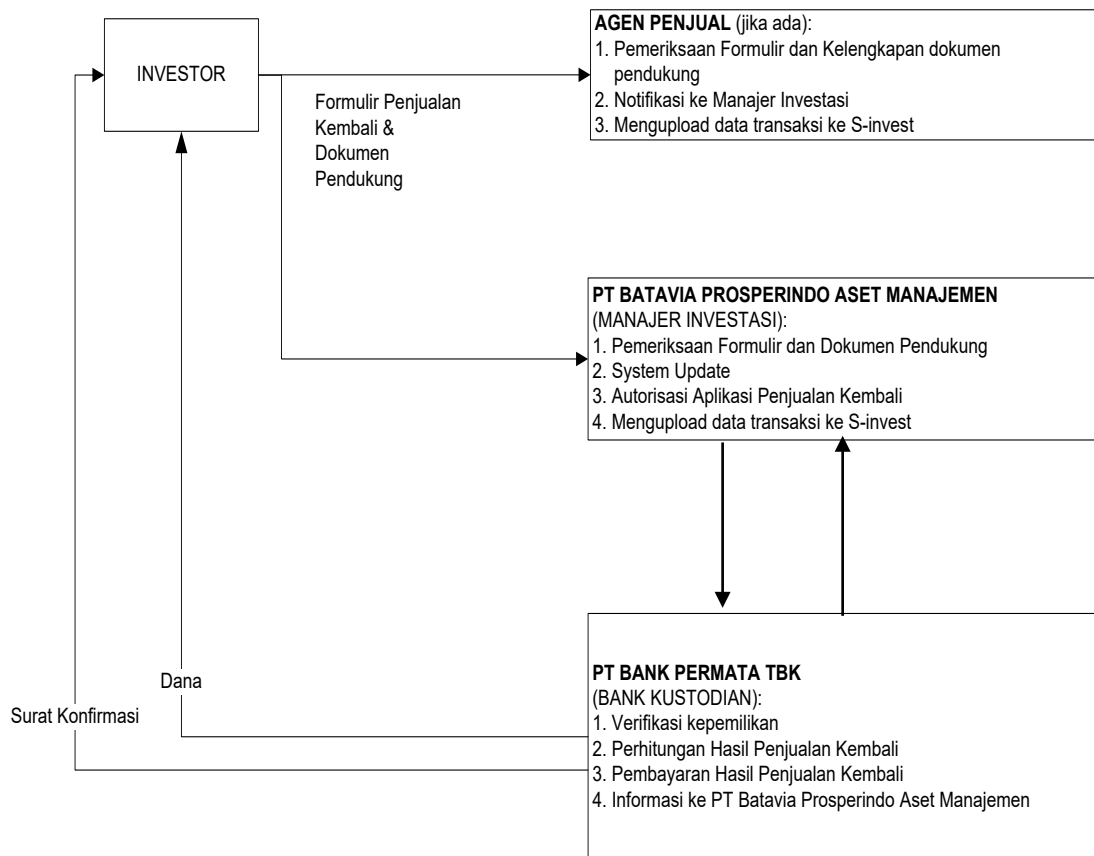 INVESTOR
AGEN PENJUAL (jika ada):
1. Pemeriksaan Formulir dan Kelengkapan dokumen
pendukung
2. Notifikasi ke Manajer Investasi
3. Mengupload data transaksi ke S-invest
Formulir Penjualan
Kembali &
Dokumen
Pendukung
PT BATAVIA PROSPERINDO ASET MANAJEMEN
(MANAJER INVESTASI):
1. Pemeriksaan Formulir dan Dokumen Pendukung
2. System Update
3. Autorisasi Aplikasi Penjualan Kembali
4. Mengupload data transaksi ke S-invest
Dana
Surat Konfirmasi
PT BANK PERMATA TBK
(BANK KUSTODIAN):
1. Verifikasi kepemilikan
2. Perhitungan Hasil Penjualan Kembali
3. Pembayaran Hasil Penjualan Kembali
4. Informasi ke PT Batavia Prosperindo Aset Manajemen